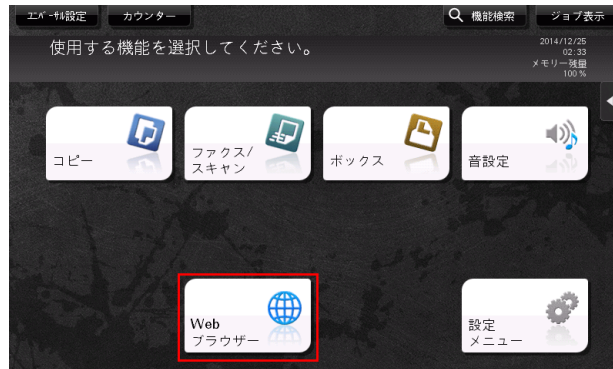 ユニバーサル設定
カウンター
機能検索
ジョブ表示
使用する機能を選択してください。
2014/12/25
02:33
メモリー残量
100 %
コピー
ファクス/
スキャン
ボックス
音設定
Web
ブラウザー
設定
メニュー